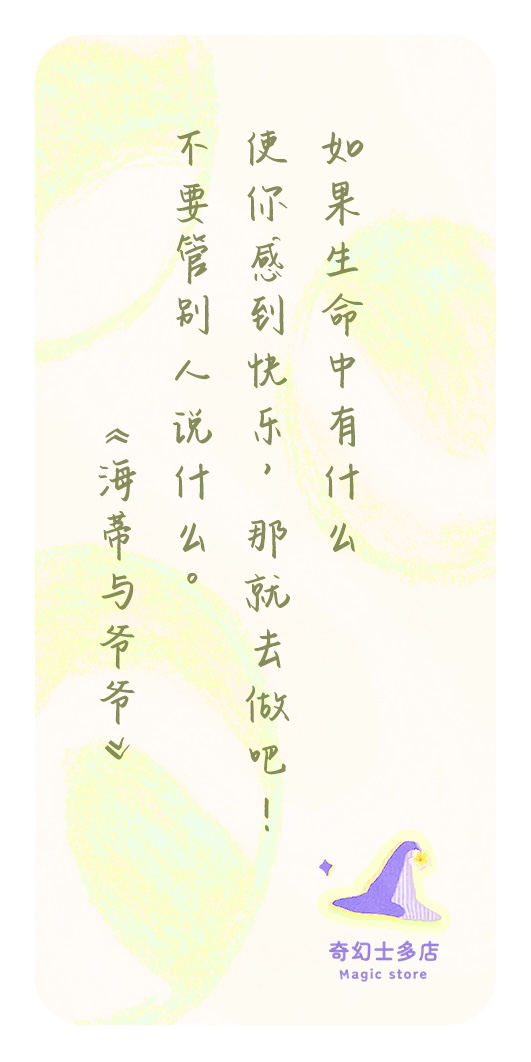 如果生命中有什么
使你感到快乐，那就去做吧！
不要管别人说什么。
《海蒂与爷爷》
奇幻士多店
Magic store